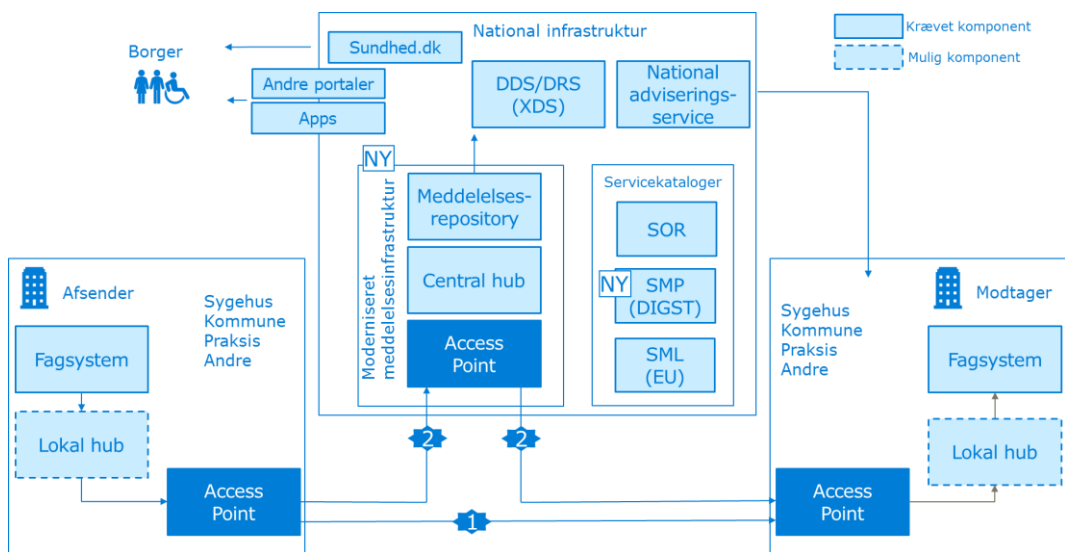 National infrastruktur
Krævet komponent
Mulig komponent
Borger
Sundhed.dk
Andre portaler
Apps
DDS/DRS
(XDS)
National
adviserings-
service
NY
Moderniseret
meddelelsesinfrastruktur
Meddelelses-
repository
Central hub
Access
Point
Servicekataloger
SOR
NY
SMP
(DIGST)
SML
(EU)
Afsender
Sygehus
Kommune
Praksis
Andre
Fagsystem
Lokal hub
Access
Point
2
2
1
Modtager
Sygehus
Kommune
Praksis
Andre
Fagsystem
Lokal hub
Access
Point